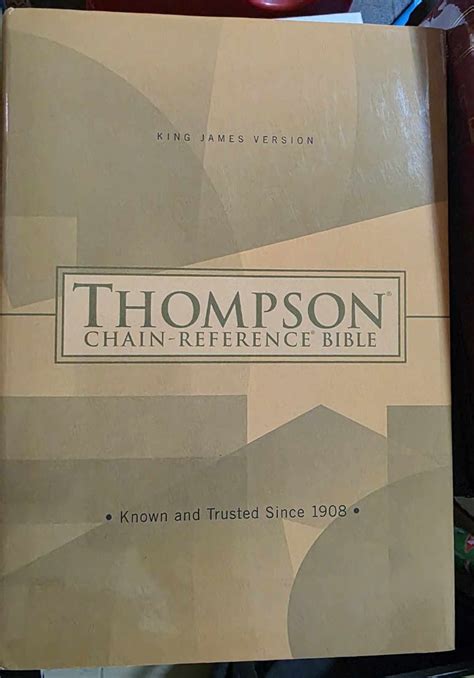 KING JAMES VERSION
THOMPSON®
CHAIN-REFERENCE® BIBLE
• Known and Trusted Since 1908 •